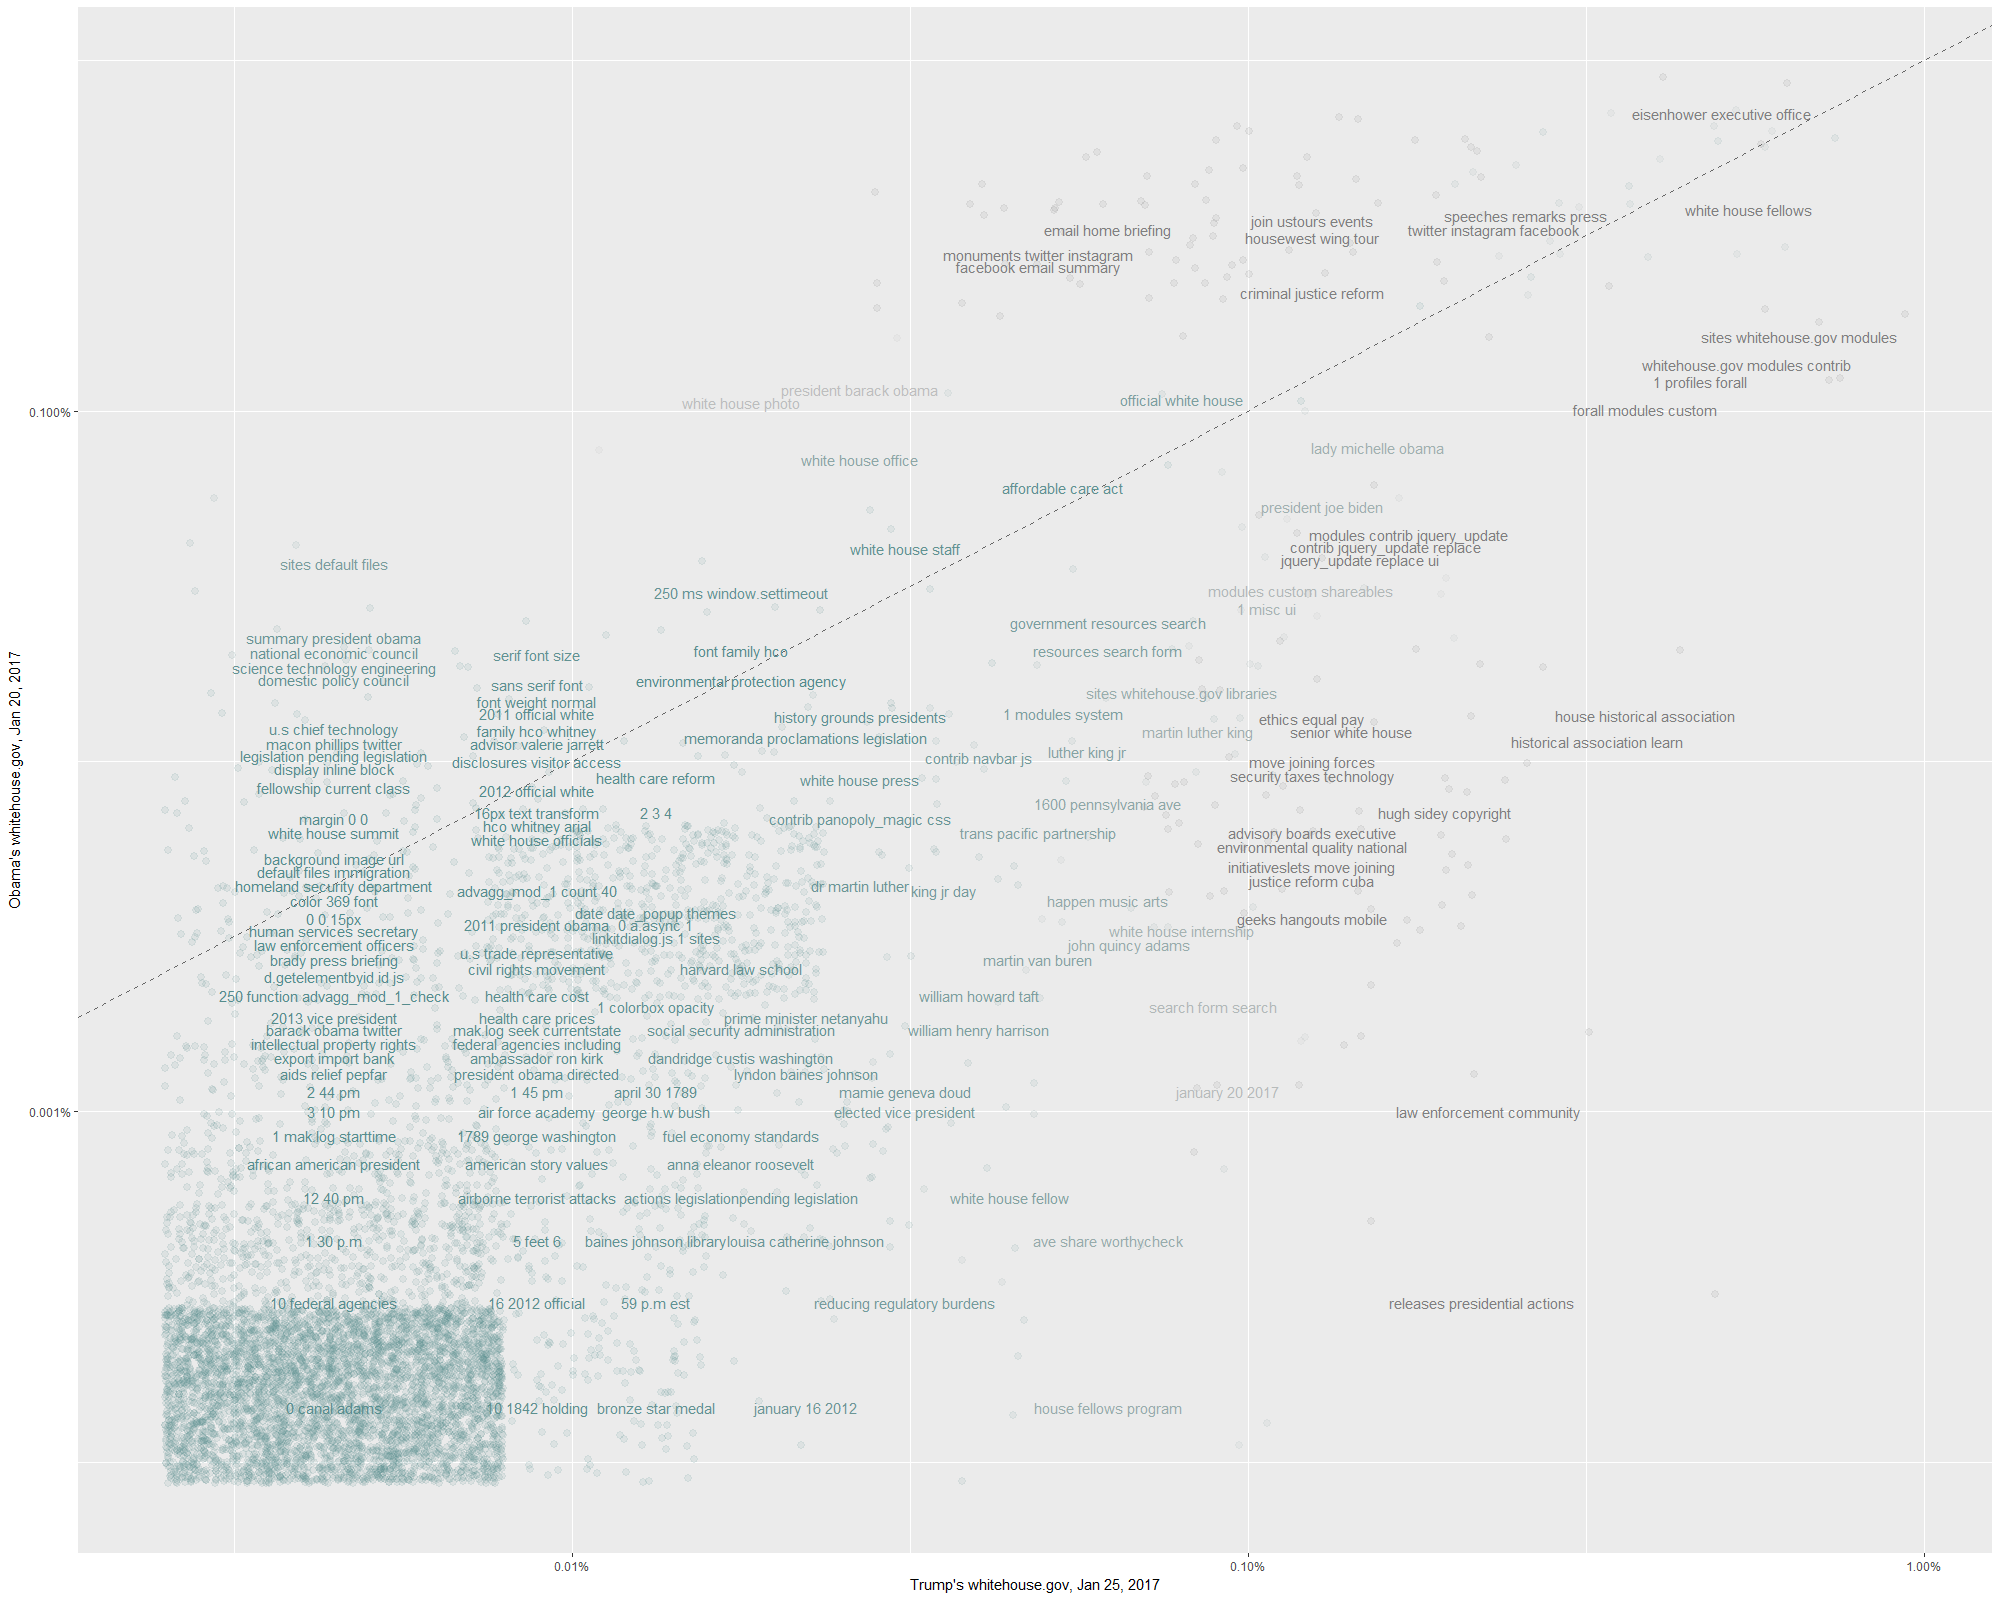 eisenhower executive office
white house fellows
speeches remarks press
join ustours events
email home briefing
twitter instagram facebook
housewest wing tour
monuments twitter instagram
facebook email summary
criminal justice reform
sites whitehouse.gov modules
whitehouse.gov modules contrib
1 profiles forall
president barack obama
official white house
white house photo
forall modules custom
0.100%
lady michelle obama
white house office
affordable care act
president joe biden
modules contrib jquery_update
white house staff
contrib jquery_update replace
sites default files
jquery_update replace ui
250 ms window.settimeout
modules custom shareables
1 misc ui
government resources search
summary president obama
national economic council
serif font size
font family hco
resources search form
science technology engineering
domestic policy council
sans serif font
environmental protection agency
sites whitehouse.gov libraries
font weight normal
2011 official white
history grounds presidents
1 modules system
ethics equal pay
house historical association
u.s chief technology
family hco whitney
martin luther king
senior white house
macon phillips twitter
advisor valerie jarrett
memoranda proclamations legislation
historical association learn
legislation pending legislation
disclosures visitor access
contrib navbar js
luther king jr
move joining forces
display inline block
health care reform
white house press
security taxes technology
fellowship current class
2012 official white
1600 pennsylvania ave
margin 0 0
16px text transform
2 3 4
contrib panopoly_magic css
hugh sidey copyright
white house summit
hco whitney arial
trans pacific partnership
advisory boards executive
white house officials
environmental quality national
background image url
default files immigration
initiativeslets move joining
homeland security department
advagg_mod_1 count 40
dr martin luther
king jr day
justice reform cuba
color 369 font
happen music arts
0 0 15px
date date_popup themes
geeks hangouts mobile
human services secretary
2011 president obama
0 a.async 1
white house internship
law enforcement officers
linkitdialog.js 1 sites
john quincy adams
brady press briefing
u.s trade representative
martin van buren
d getelementbyid id js
civil rights movement
harvard law school
250 function advagg_mod_1_check
health care cost
1 colorbox opacity
william howard taft
search form search
2013 vice president
health care prices
prime minister netanyahu
barack obama twitter
mak.log seek currentstate
social security administration
william henry harrison
intellectual property rights
federal agencies including
export import bank
ambassador ron kirk
dandridge custis washington
aids relief pepfar
president obama directed
lyndon baines johnson
2 44 pm
1 45 pm
april 30 1789
mamie geneva doud
january 20 2017
0.001%
3 10 pm
air force academy
george h.w bush
elected vice president
law enforcement community
1 mak.log starttime
1789 george washington
fuel economy standards
african american president
american story values
anna eleanor roosevelt
12 40 pm
airborne terrorist attacks
actions legislationpending legislation
white house fellow
1 30 p.m
5 feet 6
baines johnson library
louisa catherine johnson
ave share worthycheck
10 federal agencies
16 2012 official
59 p.m est
reducing regulatory burdens
releases presidential actions
0 canal adams
10 1842 holding
bronze star medal
january 16 2012
house fellows program
0.01%
0.10%
1.00%
Trump's whitehouse.gov, Jan 25, 2017
Obama's whitehouse.gov, Jan 20, 2017